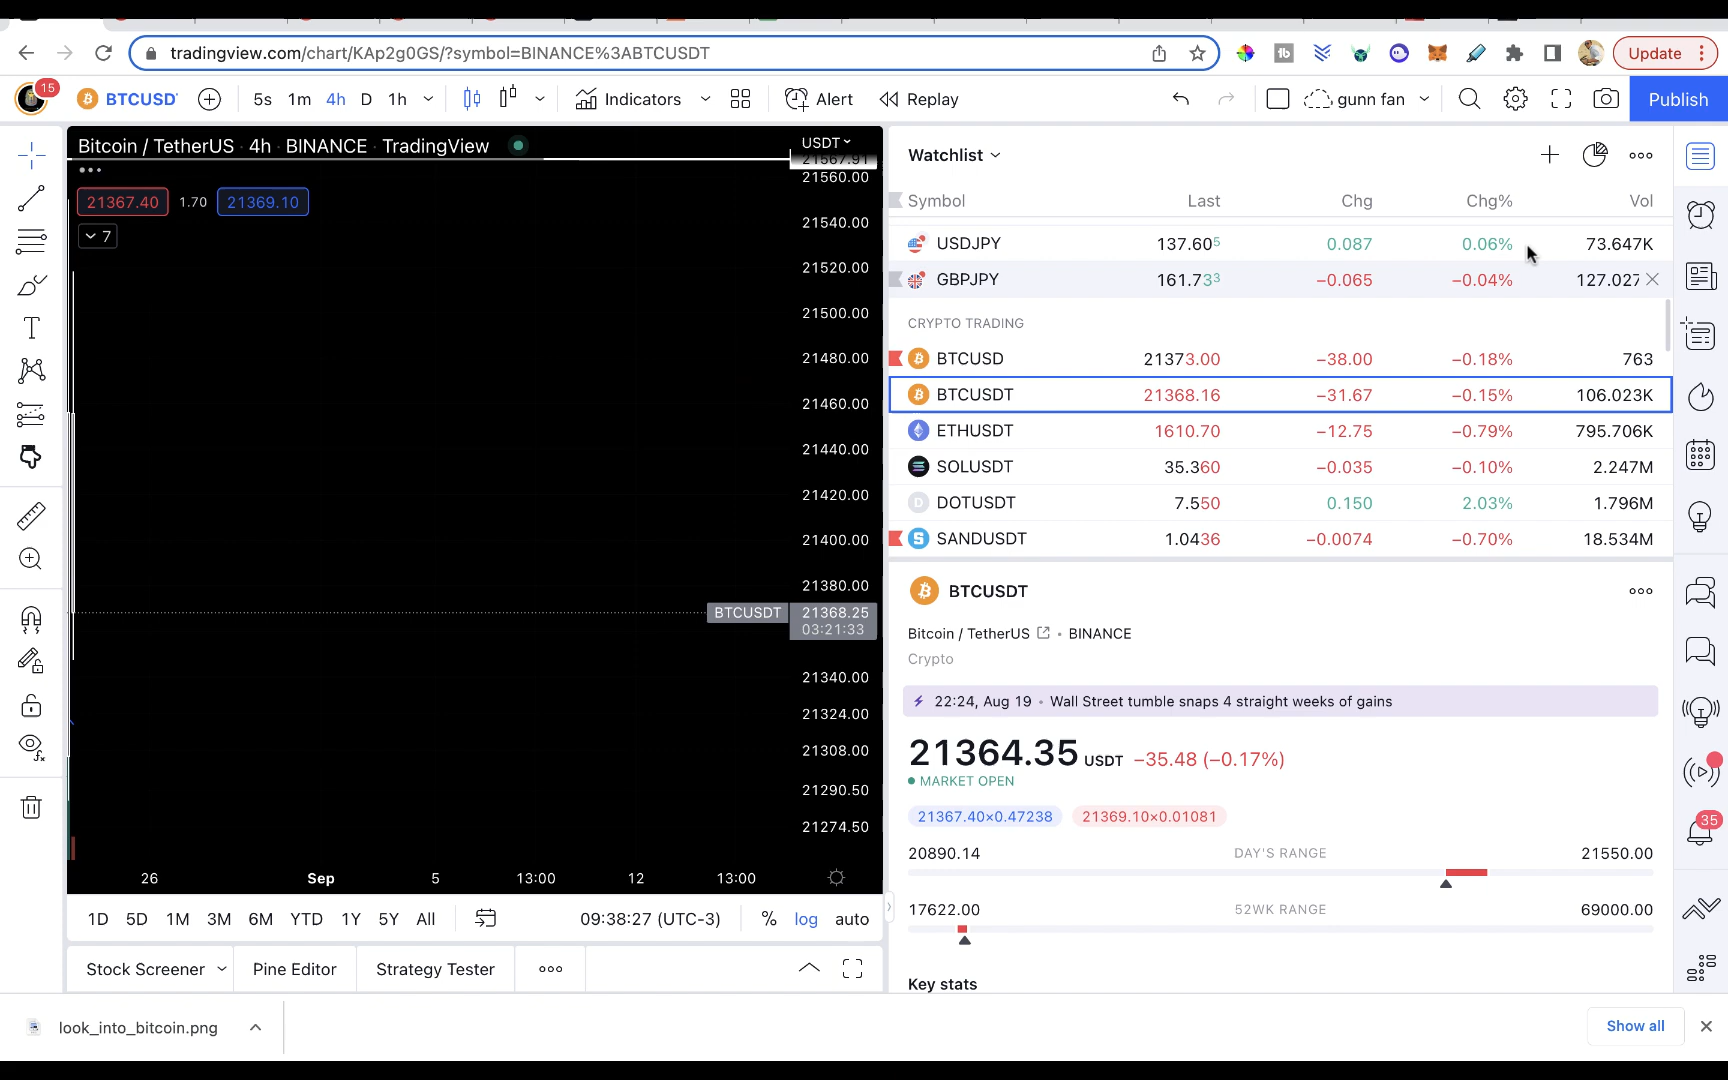 tradingview.com/chart/KAp2g0GS/?symbol=BINANCE%3ABTCUSDT
Update
15
BTCUSD
5s 1m 4h D 1h
Indicators
Alert
Replay
gunn fan
Publish
Bitcoin / TetherUS · 4h · BINANCE · TradingView
USDT
21567.91
21560.00
21367.40 1.70 21369.10
7
21540.00
21520.00
21500.00
21480.00
21460.00
21440.00
21420.00
21400.00
21380.00
BTCUSDT 21368.25
03:21:33
21340.00
21324.00
21308.00
21290.50
21274.50
26 Sep 5 13:00 12 13:00
1D 5D 1M 3M 6M YTD 1Y 5Y All
09:38:27 (UTC-3)
% log auto
Stock Screener
Pine Editor
Strategy Tester
Watchlist
Symbol Last Chg Chg% Vol
USDJPY 137.605 0.087 0.06% 73.647K
GBPJPY 161.733 −0.065 −0.04% 127.027
CRYPTO TRADING
BTCUSD 21373.00 −38.00 −0.18% 763
BTCUSDT 21368.16 −31.67 −0.15% 106.023K
ETHUSDT 1610.70 −12.75 −0.79% 795.706K
SOLUSDT 35.360 −0.035 −0.10% 2.247M
D DOTUSDT 7.550 0.150 2.03% 1.796M
S SANDUSDT 1.0436 −0.0074 −0.70% 18.534M
BTCUSDT
Bitcoin / TetherUS · BINANCE
Crypto
22:24, Aug 19 · Wall Street tumble snaps 4 straight weeks of gains
21364.35 USDT −35.48 (−0.17%)
MARKET OPEN
21367.40×0.47238 21369.10×0.01081
20890.14 DAY'S RANGE 21550.00
17622.00 52WK RANGE 69000.00
Key stats
35
look_into_bitcoin.png
Show all